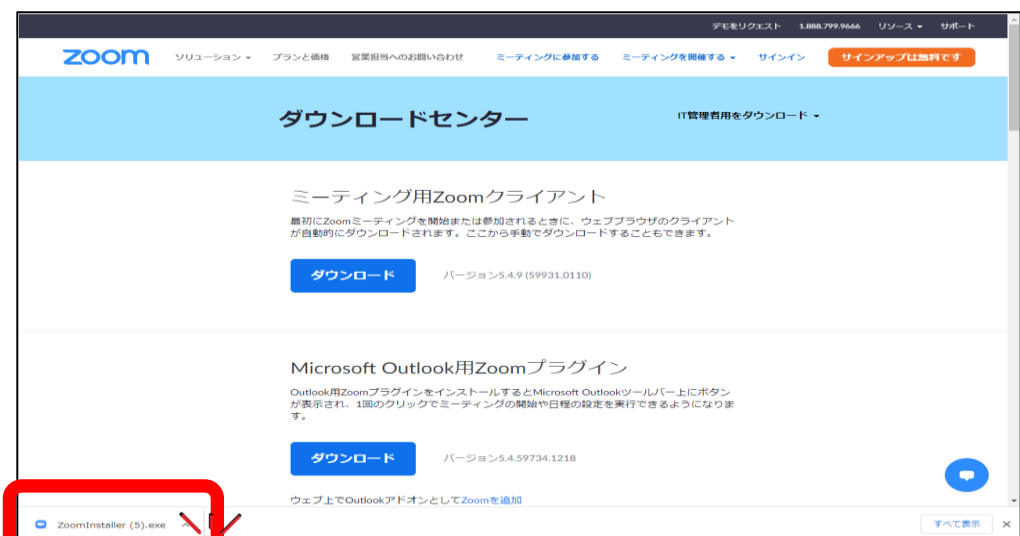 デモをリクエスト 1.888.799.9666 リソース サポート
zoom ソリューション プランと価格 営業担当へのお問い合わせ ミーティングに参加する ミーティングを開催する サインイン サインアップは無料です
ダウンロードセンター IT管理者用をダウンロード
ミーティング用Zoomクライアント
最初にZoomミーティングを開始または参加されるときに、ウェブブラウザのクライアント
が自動的にダウンロードされます。ここから手動でダウンロードすることもできます。
ダウンロード バージョン5.4.9 (59931.0110)
Microsoft Outlook用Zoomプラグイン
Outlook用ZoomプラグインをインストールするとMicrosoft Outlookツールバー上にボタン
が表示され、1回のクリックでミーティングの開始や日程の設定を実行できるようになりま
す。
ダウンロード バージョン5.4.59734.1218
ウェブ上でOutlookアドオンとしてZoomを追加
ZoomInstaller (5).exe すべて表示